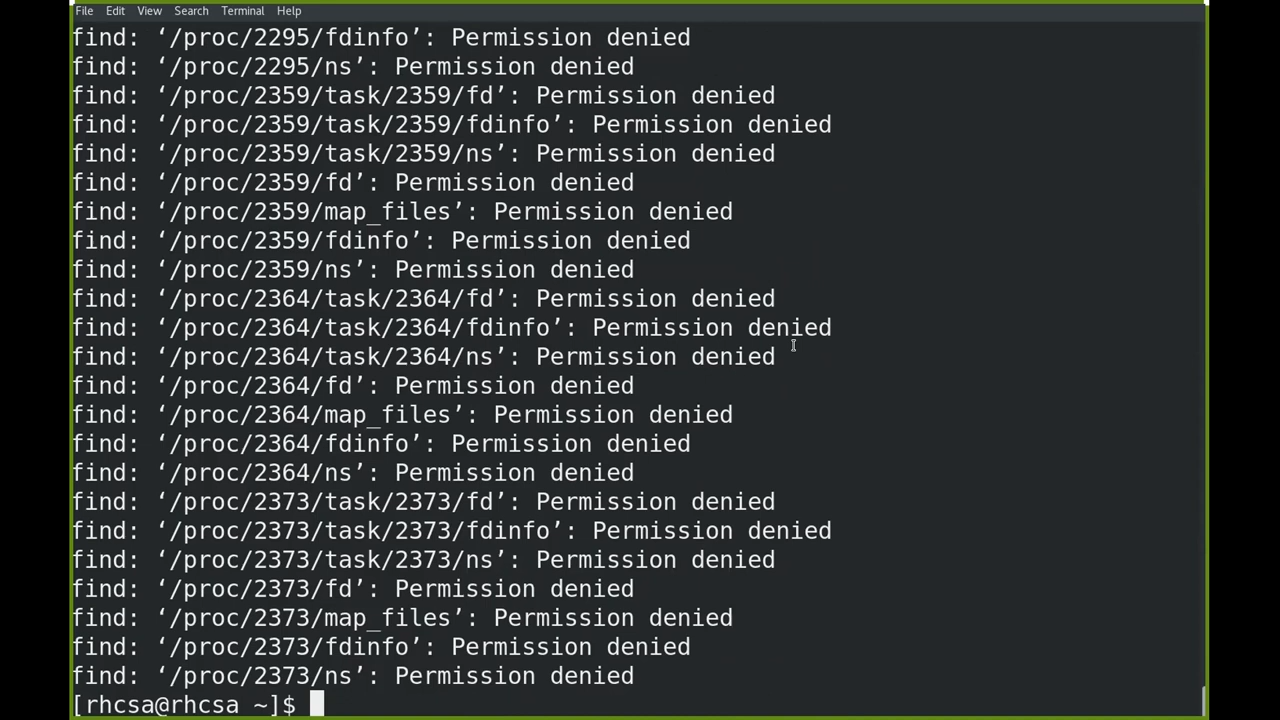 File Edit View Search Terminal Help
find: ‘/proc/2295/fdinfo’: Permission denied
find: ‘/proc/2295/ns’: Permission denied
find: ‘/proc/2359/task/2359/fd’: Permission denied
find: ‘/proc/2359/task/2359/fdinfo’: Permission denied
find: ‘/proc/2359/task/2359/ns’: Permission denied
find: ‘/proc/2359/fd’: Permission denied
find: ‘/proc/2359/map_files’: Permission denied
find: ‘/proc/2359/fdinfo’: Permission denied
find: ‘/proc/2359/ns’: Permission denied
find: ‘/proc/2364/task/2364/fd’: Permission denied
find: ‘/proc/2364/task/2364/fdinfo’: Permission denied
find: ‘/proc/2364/task/2364/ns’: Permission denied
find: ‘/proc/2364/fd’: Permission denied
find: ‘/proc/2364/map_files’: Permission denied
find: ‘/proc/2364/fdinfo’: Permission denied
find: ‘/proc/2364/ns’: Permission denied
find: ‘/proc/2373/task/2373/fd’: Permission denied
find: ‘/proc/2373/task/2373/fdinfo’: Permission denied
find: ‘/proc/2373/task/2373/ns’: Permission denied
find: ‘/proc/2373/fd’: Permission denied
find: ‘/proc/2373/map_files’: Permission denied
find: ‘/proc/2373/fdinfo’: Permission denied
find: ‘/proc/2373/ns’: Permission denied
[rhcsa@rhcsa ~]$